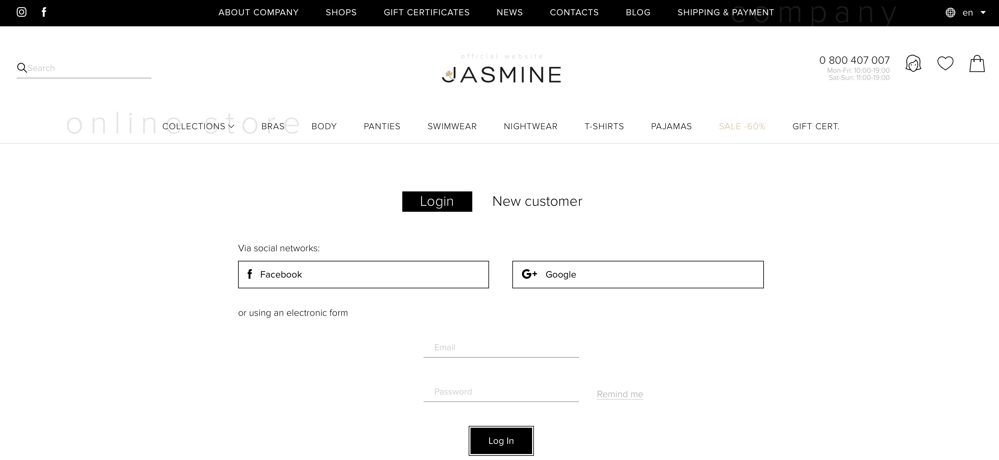 ABOUT COMPANY SHOPS GIFT CERTIFICATES NEWS CONTACTS BLOG SHIPPING & PAYMENT en
company
Search
official website
JASMINE
0 800 407 007
Mon-Fri: 10:00-19:00
Sat-Sun: 11:00-19:00
online store
COLLECTIONS BRAS BODY PANTIES SWIMWEAR NIGHTWEAR T-SHIRTS PAJAMAS SALE -60% GIFT CERT.
Login New customer
Via social networks:
f Facebook G+ Google
or using an electronic form
Email
Password
Remind me
Log In